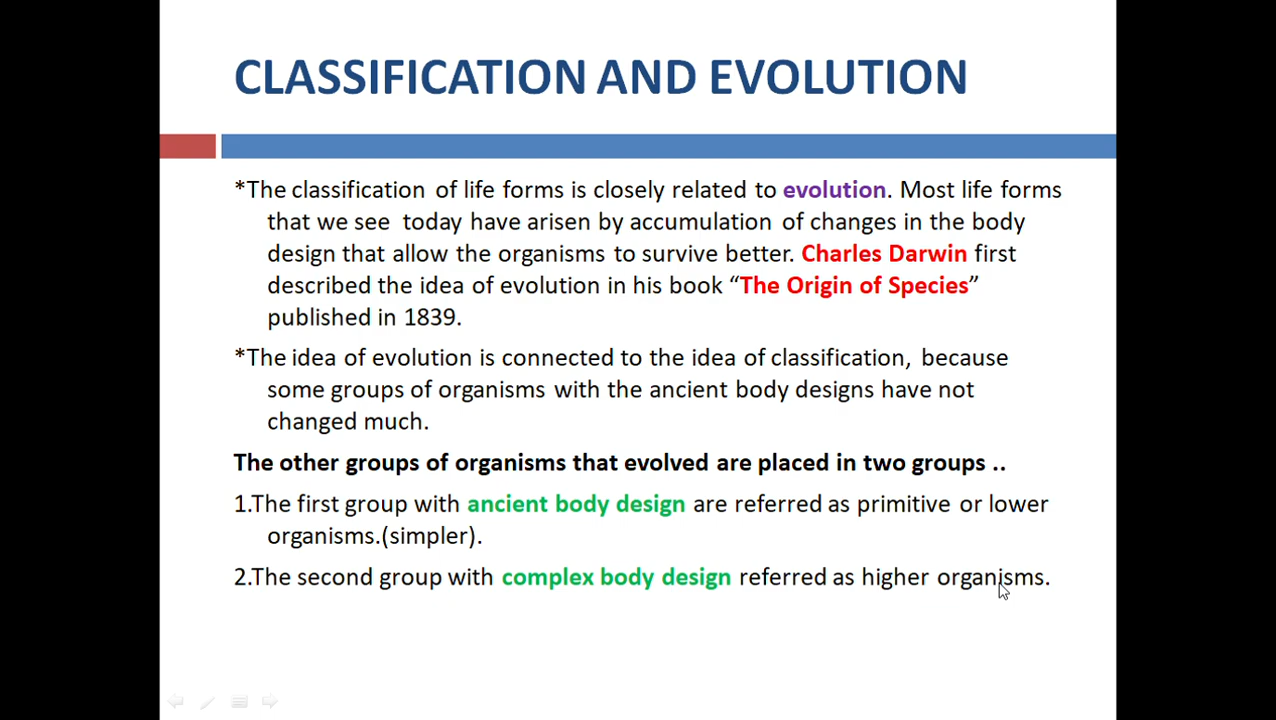 CLASSIFICATION AND EVOLUTION
*The classification of life forms is closely related to evolution. Most life forms
that we see today have arisen by accumulation of changes in the body
design that allow the organisms to survive better. Charles Darwin first
described the idea of evolution in his book “The Origin of Species”
published in 1839.
*The idea of evolution is connected to the idea of classification, because
some groups of organisms with the ancient body designs have not
changed much.
The other groups of organisms that evolved are placed in two groups ..
1.The first group with ancient body design are referred as primitive or lower
organisms.(simpler).
2.The second group with complex body design referred as higher organisms.